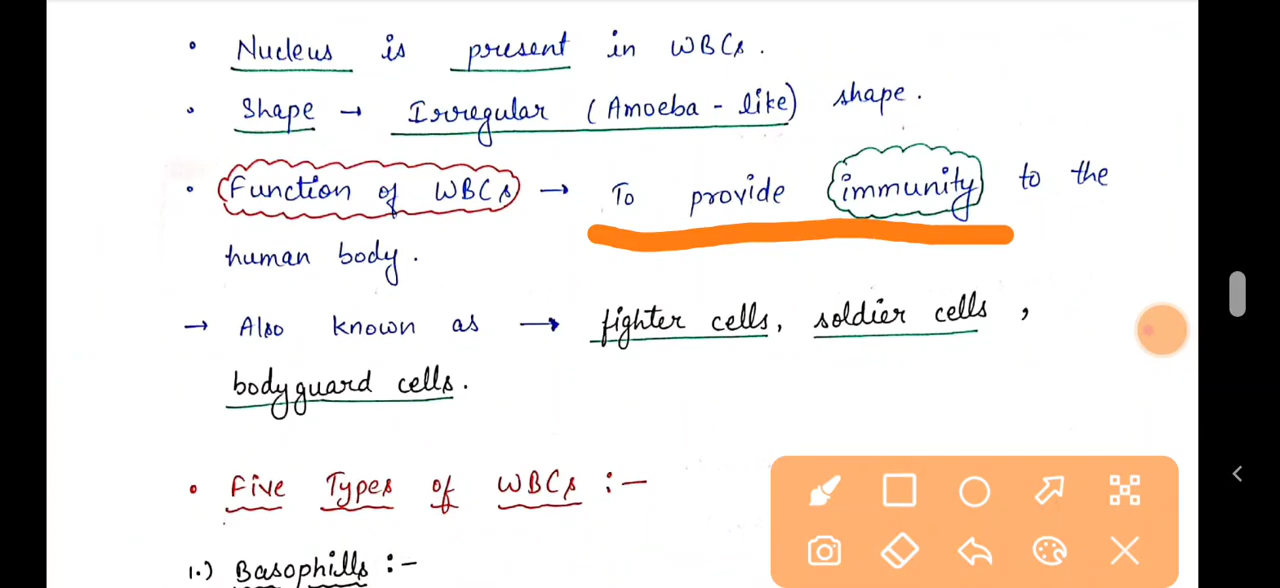 • Nucleus is present in WBCs.
• Shape → Irregular (Amoeba-like) shape.
• Function of WBCs → To provide immunity to the
human body.
→ Also known as → fighter cells, soldier cells,
bodyguard cells.
• Five Types of WBCs :-
1.) Basophills :-